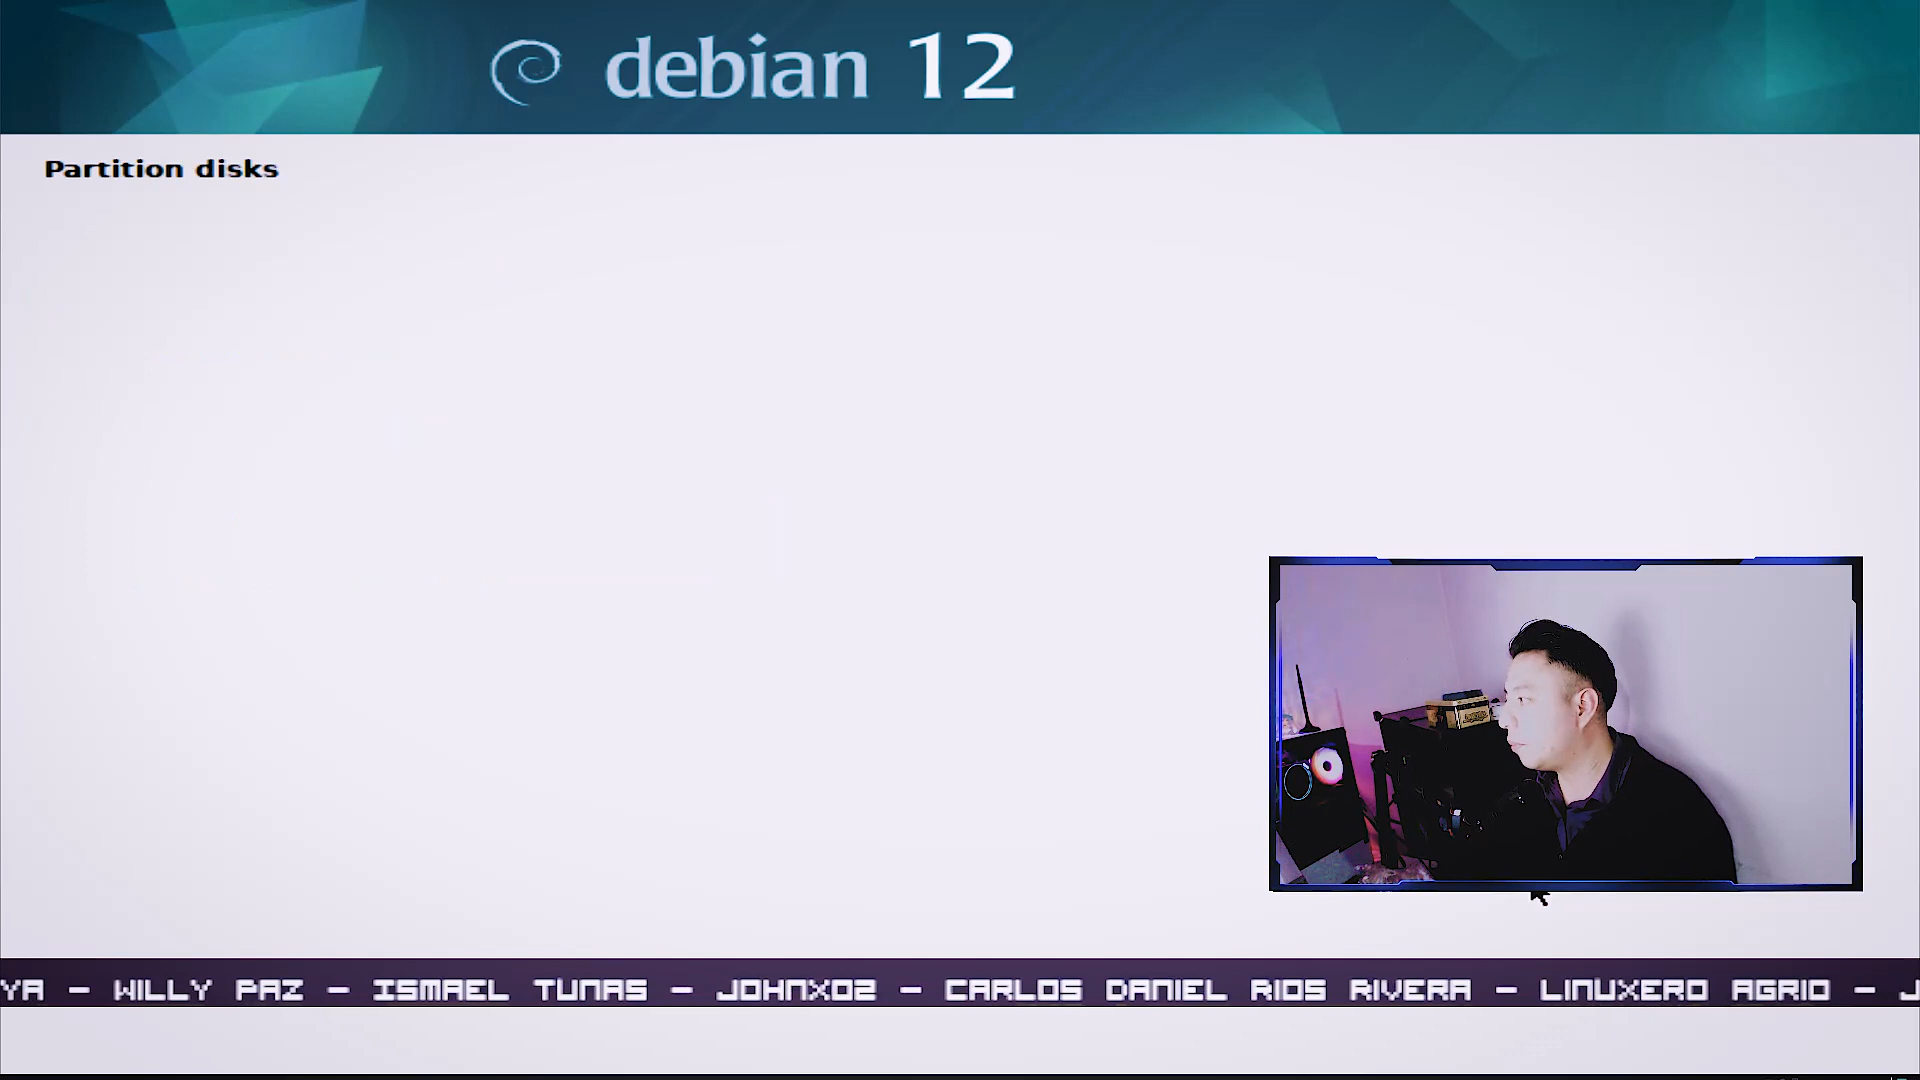 debian 12
Partition disks
YA - WILLY PAZ - ISMAEL TUNAS - JOHNX02 - CARLOS DANIEL RIOS RIVERA - LINUXERO AGRIO - J